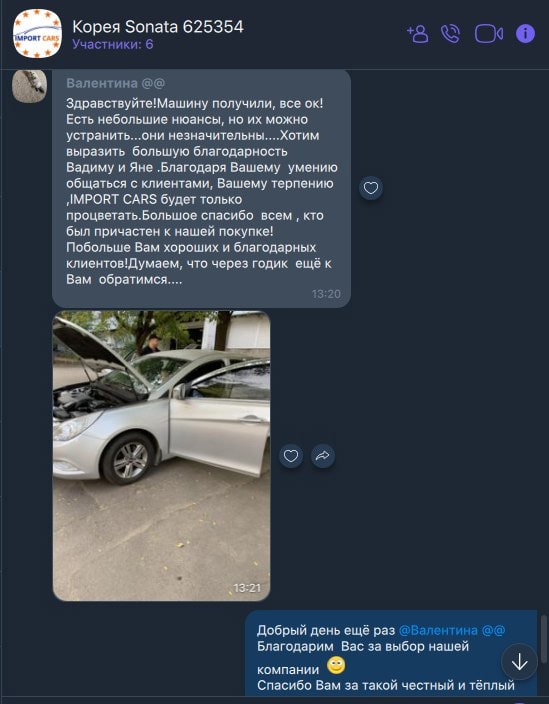 IMPORT CARS
Корея Sonata 625354
Участники: 6
Валентина @@
Здравствуйте!Машину получили, все ок!
Есть небольшие нюансы, но их можно
устранить...они незначительны....Хотим
выразить большую благодарность
Вадиму и Яне .Благодаря Вашему умению
общаться с клиентами, Вашему терпению
,IMPORT CARS будет только
процветать.Большое спасибо всем , кто
был причастен к нашей покупке!
Побольше Вам хороших и благодарных
клиентов!Думаем, что через годик ещё к
Вам обратимся....
13:20
13:21
Добрый день ещё раз @Валентина @@
Благодарим Вас за выбор нашей
компании
Спасибо Вам за такой честный и тёплый